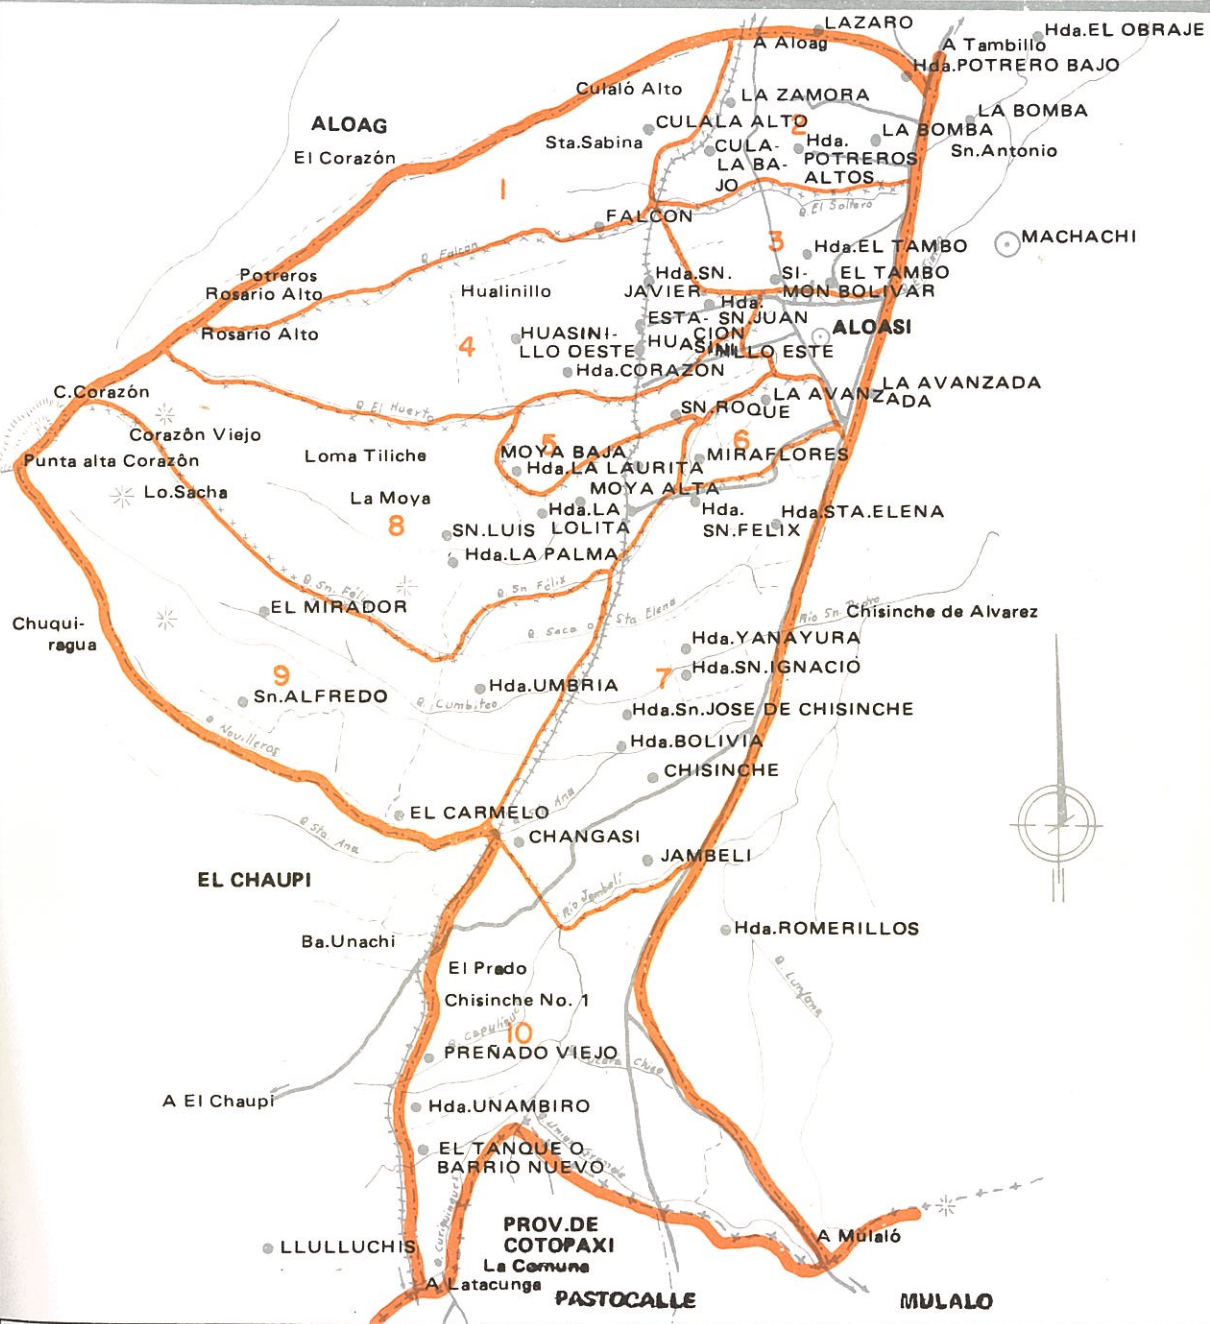 LAZARO
Hda.EL OBRAJE
A Aloag
A Tambillo
Hda.POTRERO BAJO
Culaló Alto
LA ZAMORA
LA BOMBA
ALOAG
CULALA ALTO
2
LA BOMBA
Sta.Sabina
Hda.
POTREROS
ALTOS
CULA-
LA BA-
JO
Sn.Antonio
El Corazón
1
Q. El Soltero
FALCON
3
MACHACHI
Q. Falcon
Hda.EL TAMBO
Potreros
Rosario Alto
Hda.SN.
JAVIER
SI-
MON BOLIVAR
EL TAMBO
Hualinillo
Hda.
SN.JUAN
Rosario Alto
4
HUASINI-
LLO OESTE
ESTA-
CION
HUASINI
LLO ESTE
ALOASI
Hda.CORAZON
C.Corazón
LA AVANZADA
LA AVANZADA
Q. El Huerto
SN.ROQUE
Corazón Viejo
5
6
Loma Tiliche
MOYA BAJA
MIRAFLORES
Punta alta Corazón
Hda.LA LAURITA
Lo.Sacha
La Moya
MOYA ALTA
8
Hda.LA
LOLITA
Hda.
SN.FELIX
Hda.STA.ELENA
SN.LUIS
Hda.LA PALMA
Q. Sn. Félix
Q. Sn Félix
EL MIRADOR
Chuqui-
ragua
Q. Saca o Sta Elena
Río Sn. Pedro
Chisinche de Alvarez
Hda.YANAYURA
9
7
Hda.SN.IGNACIO
Sn.ALFREDO
Hda.UMBRIA
Q. Cumbiteo
Hda.Sn.JOSE DE CHISINCHE
Q. Novilleros
Hda.BOLIVIA
CHISINCHE
EL CARMELO
Q. Sta. Ana
Ana
CHANGASI
JAMBELI
EL CHAUPI
Río Jambelí
Hda.ROMERILLOS
Ba.Unachi
El Prado
Chisinche No. 1
10
PREÑADO VIEJO
Chico
A El Chaupi
Hda.UNAMBIRO
EL TANQUE O
BARRIO NUEVO
PROV.DE
COTOPAXI
A Mulaló
LLULLUCHIS
La Comuna
A Latacunga
PASTOCALLE
MULALO